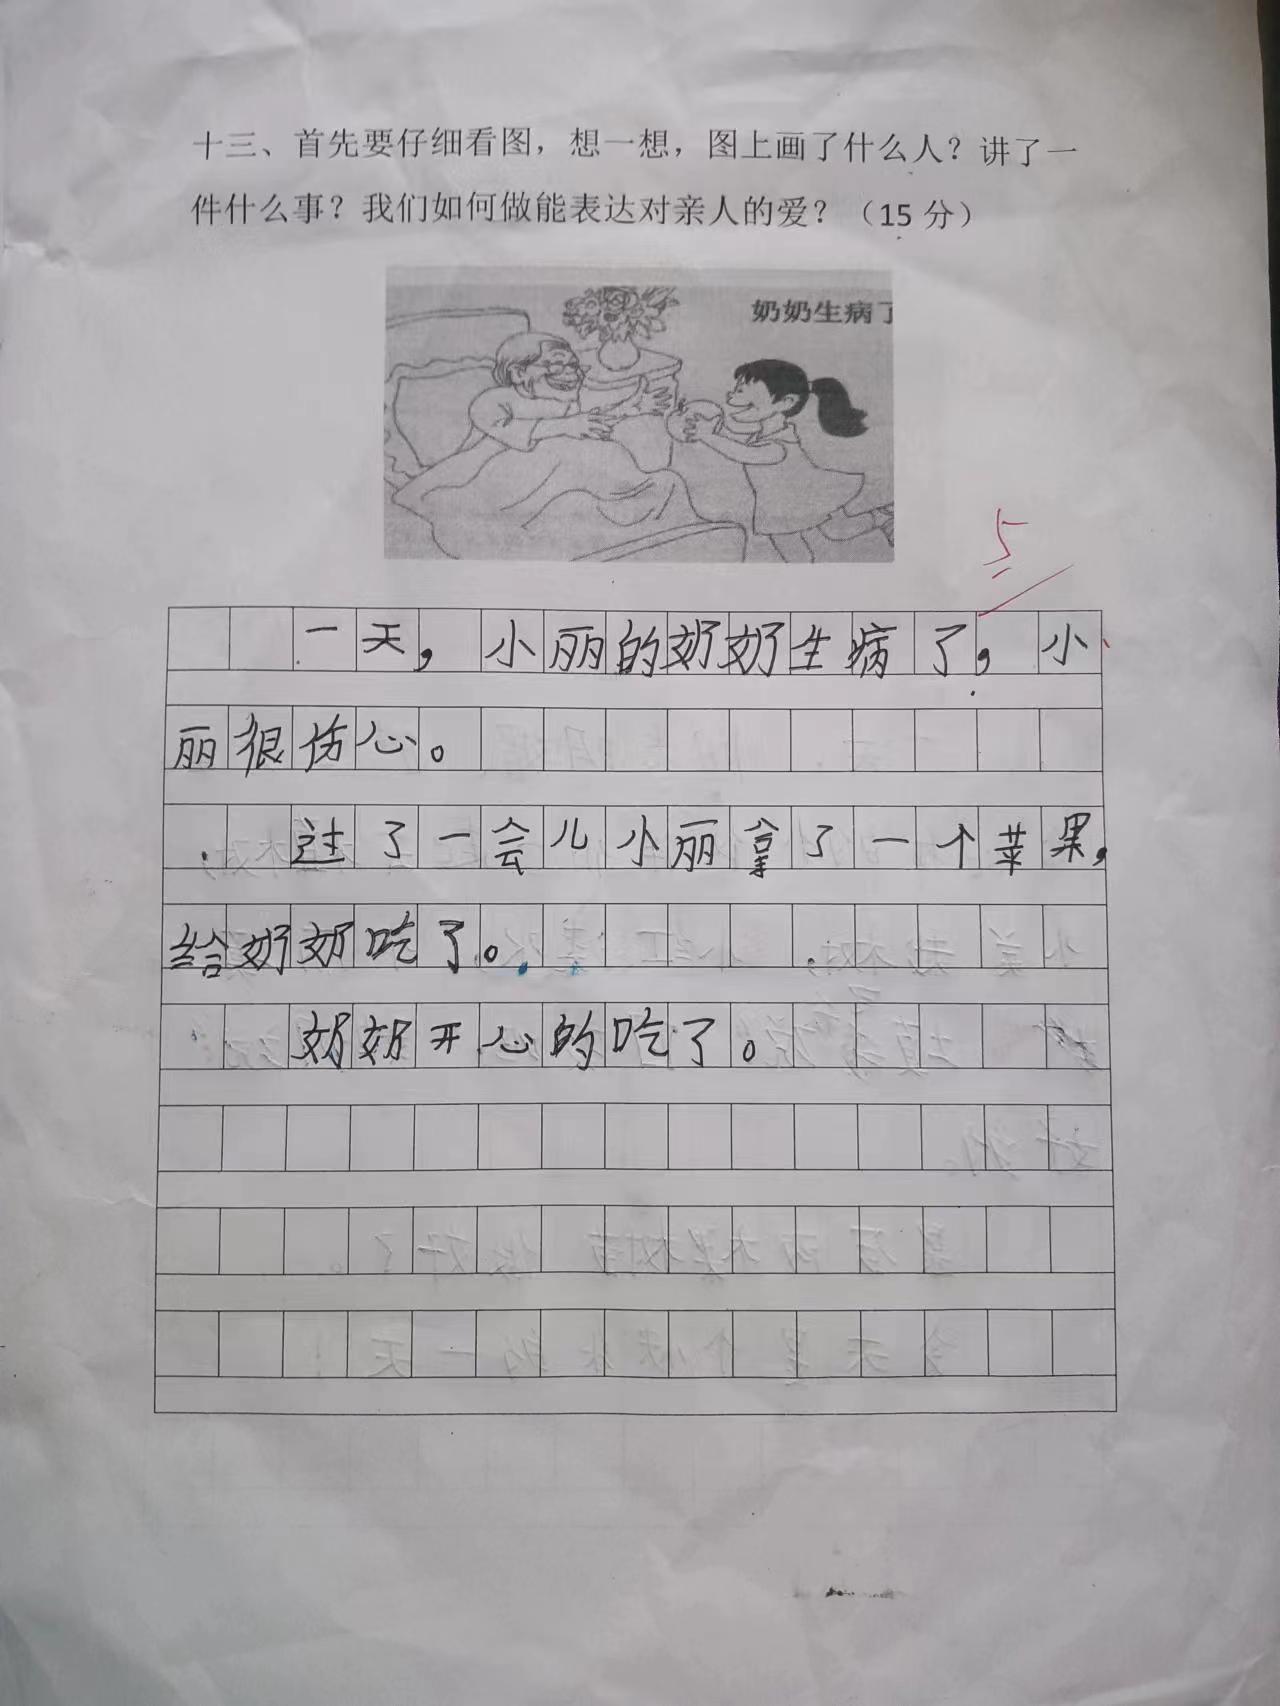 十三、首先要仔细看图，想一想，图上画了什么人？讲了一
件什么事？我们如何做能表达对亲人的爱？（15 分）
奶奶生病了
5
一天，小丽的奶奶生病了，小
丽很伤心。
过了一会儿小丽拿了一个苹果，
给奶奶吃了。
奶奶开心的吃了。